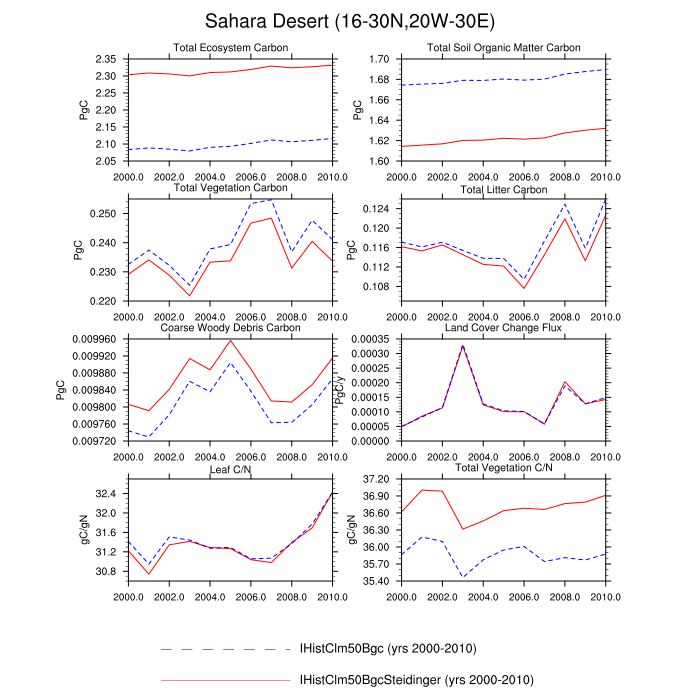 Sahara Desert (16-30N,20W-30E)
Total Ecosystem Carbon
PgC
2.35
2.30
2.25
2.20
2.15
2.10
2.05
2000.0 2002.0 2004.0 2006.0 2008.0 2010.0
Total Soil Organic Matter Carbon
PgC
1.70
1.68
1.66
1.64
1.62
1.60
2000.0 2002.0 2004.0 2006.0 2008.0 2010.0
Total Vegetation Carbon
PgC
0.250
0.240
0.230
0.220
2000.0 2002.0 2004.0 2006.0 2008.0 2010.0
Total Litter Carbon
PgC
0.124
0.120
0.116
0.112
0.108
2000.0 2002.0 2004.0 2006.0 2008.0 2010.0
Coarse Woody Debris Carbon
PgC
0.009960
0.009920
0.009880
0.009840
0.009800
0.009760
0.009720
2000.0 2002.0 2004.0 2006.0 2008.0 2010.0
Land Cover Change Flux
PgC/y
0.00035
0.00030
0.00025
0.00020
0.00015
0.00010
0.00005
0.00000
2000.0 2002.0 2004.0 2006.0 2008.0 2010.0
Leaf C/N
gC/gN
32.4
32.0
31.6
31.2
30.8
2000.0 2002.0 2004.0 2006.0 2008.0 2010.0
Total Vegetation C/N
gC/gN
37.20
36.90
36.60
36.30
36.00
35.70
35.40
2000.0 2002.0 2004.0 2006.0 2008.0 2010.0
IHistClm50Bgc (yrs 2000-2010)
IHistClm50BgcSteidinger (yrs 2000-2010)